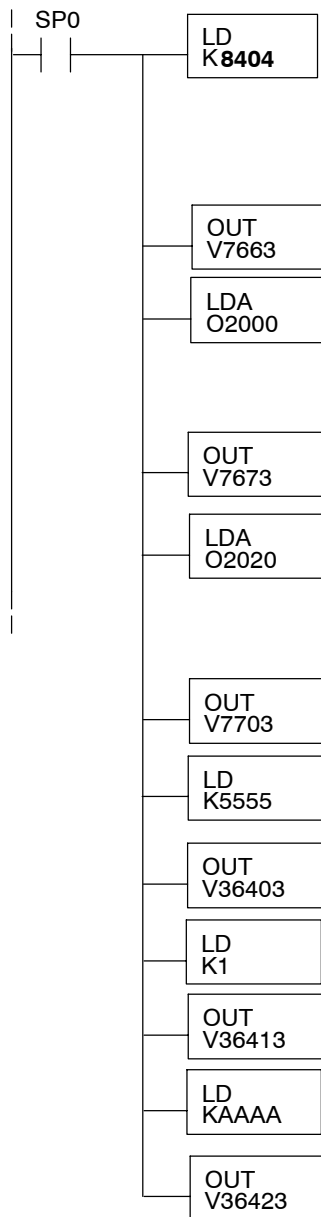 SP0
LD
K8404
OUT
V7663
LDA
O2000
OUT
V7673
LDA
O2020
OUT
V7703
LD
K5555
OUT
V36403
LD
K1
OUT
V36413
LD
KAAAA
OUT
V36423